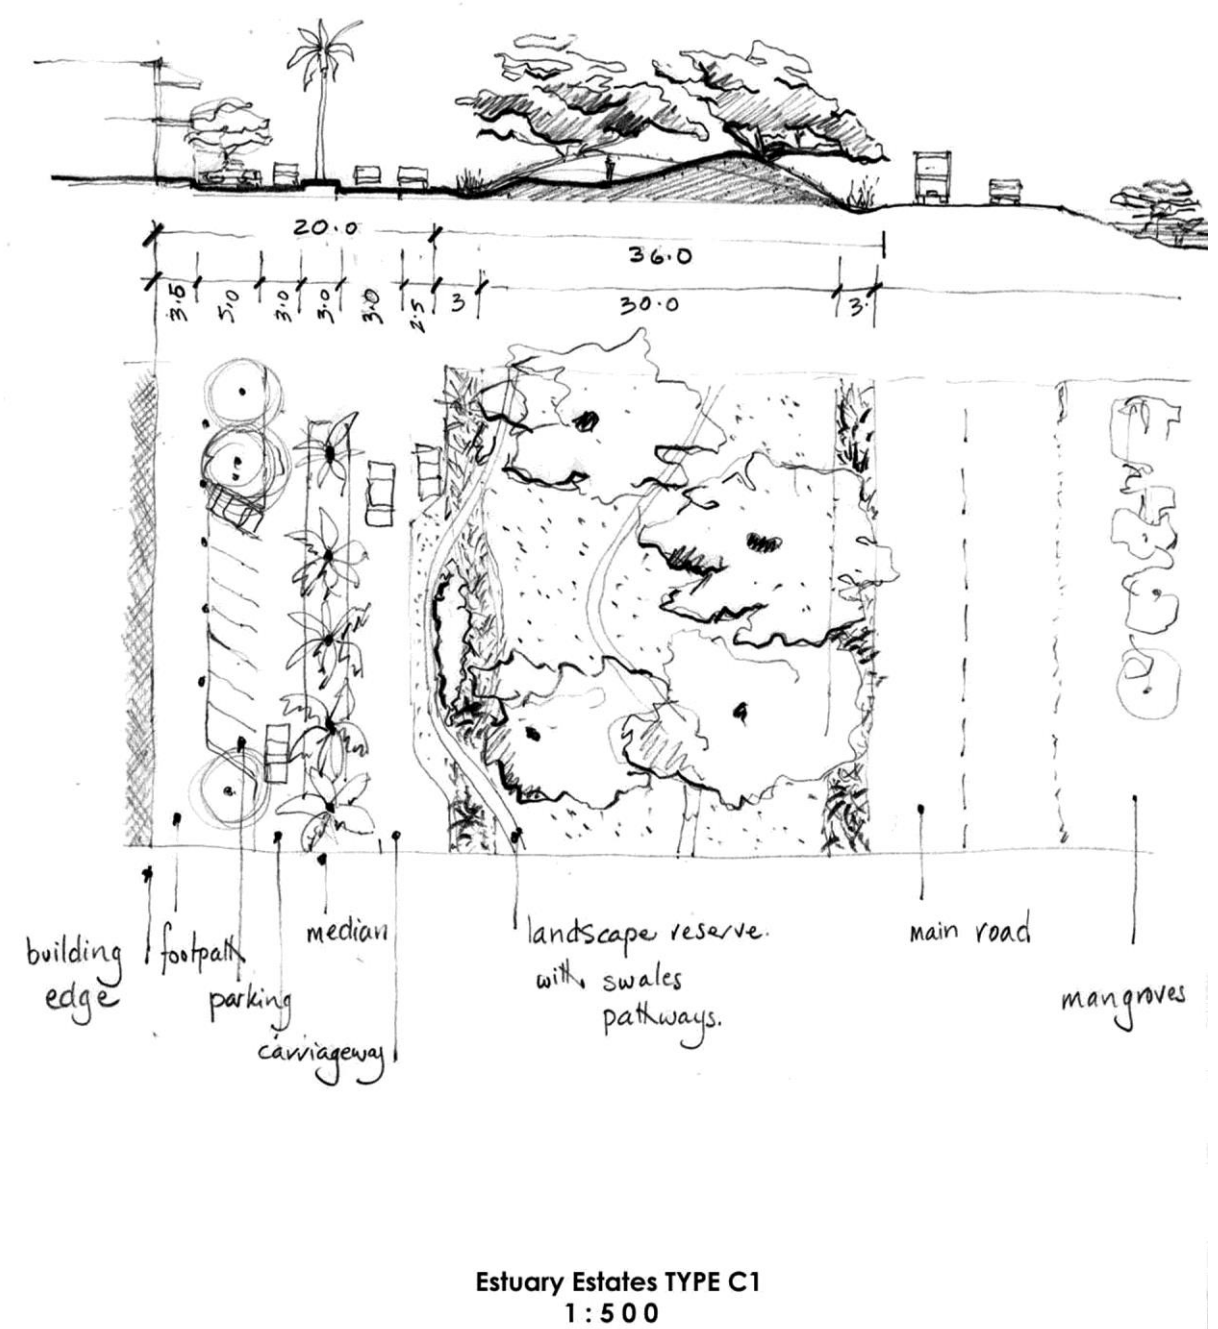 20.0
36.0
3.5 5.0 3.0 3.0 3.0 2.5 3 30.0 3.
building edge
footpath
parking
carriageway
median
landscape reserve.
with swales
pathways.
main road
mangroves
Estuary Estates TYPE C1
1:500